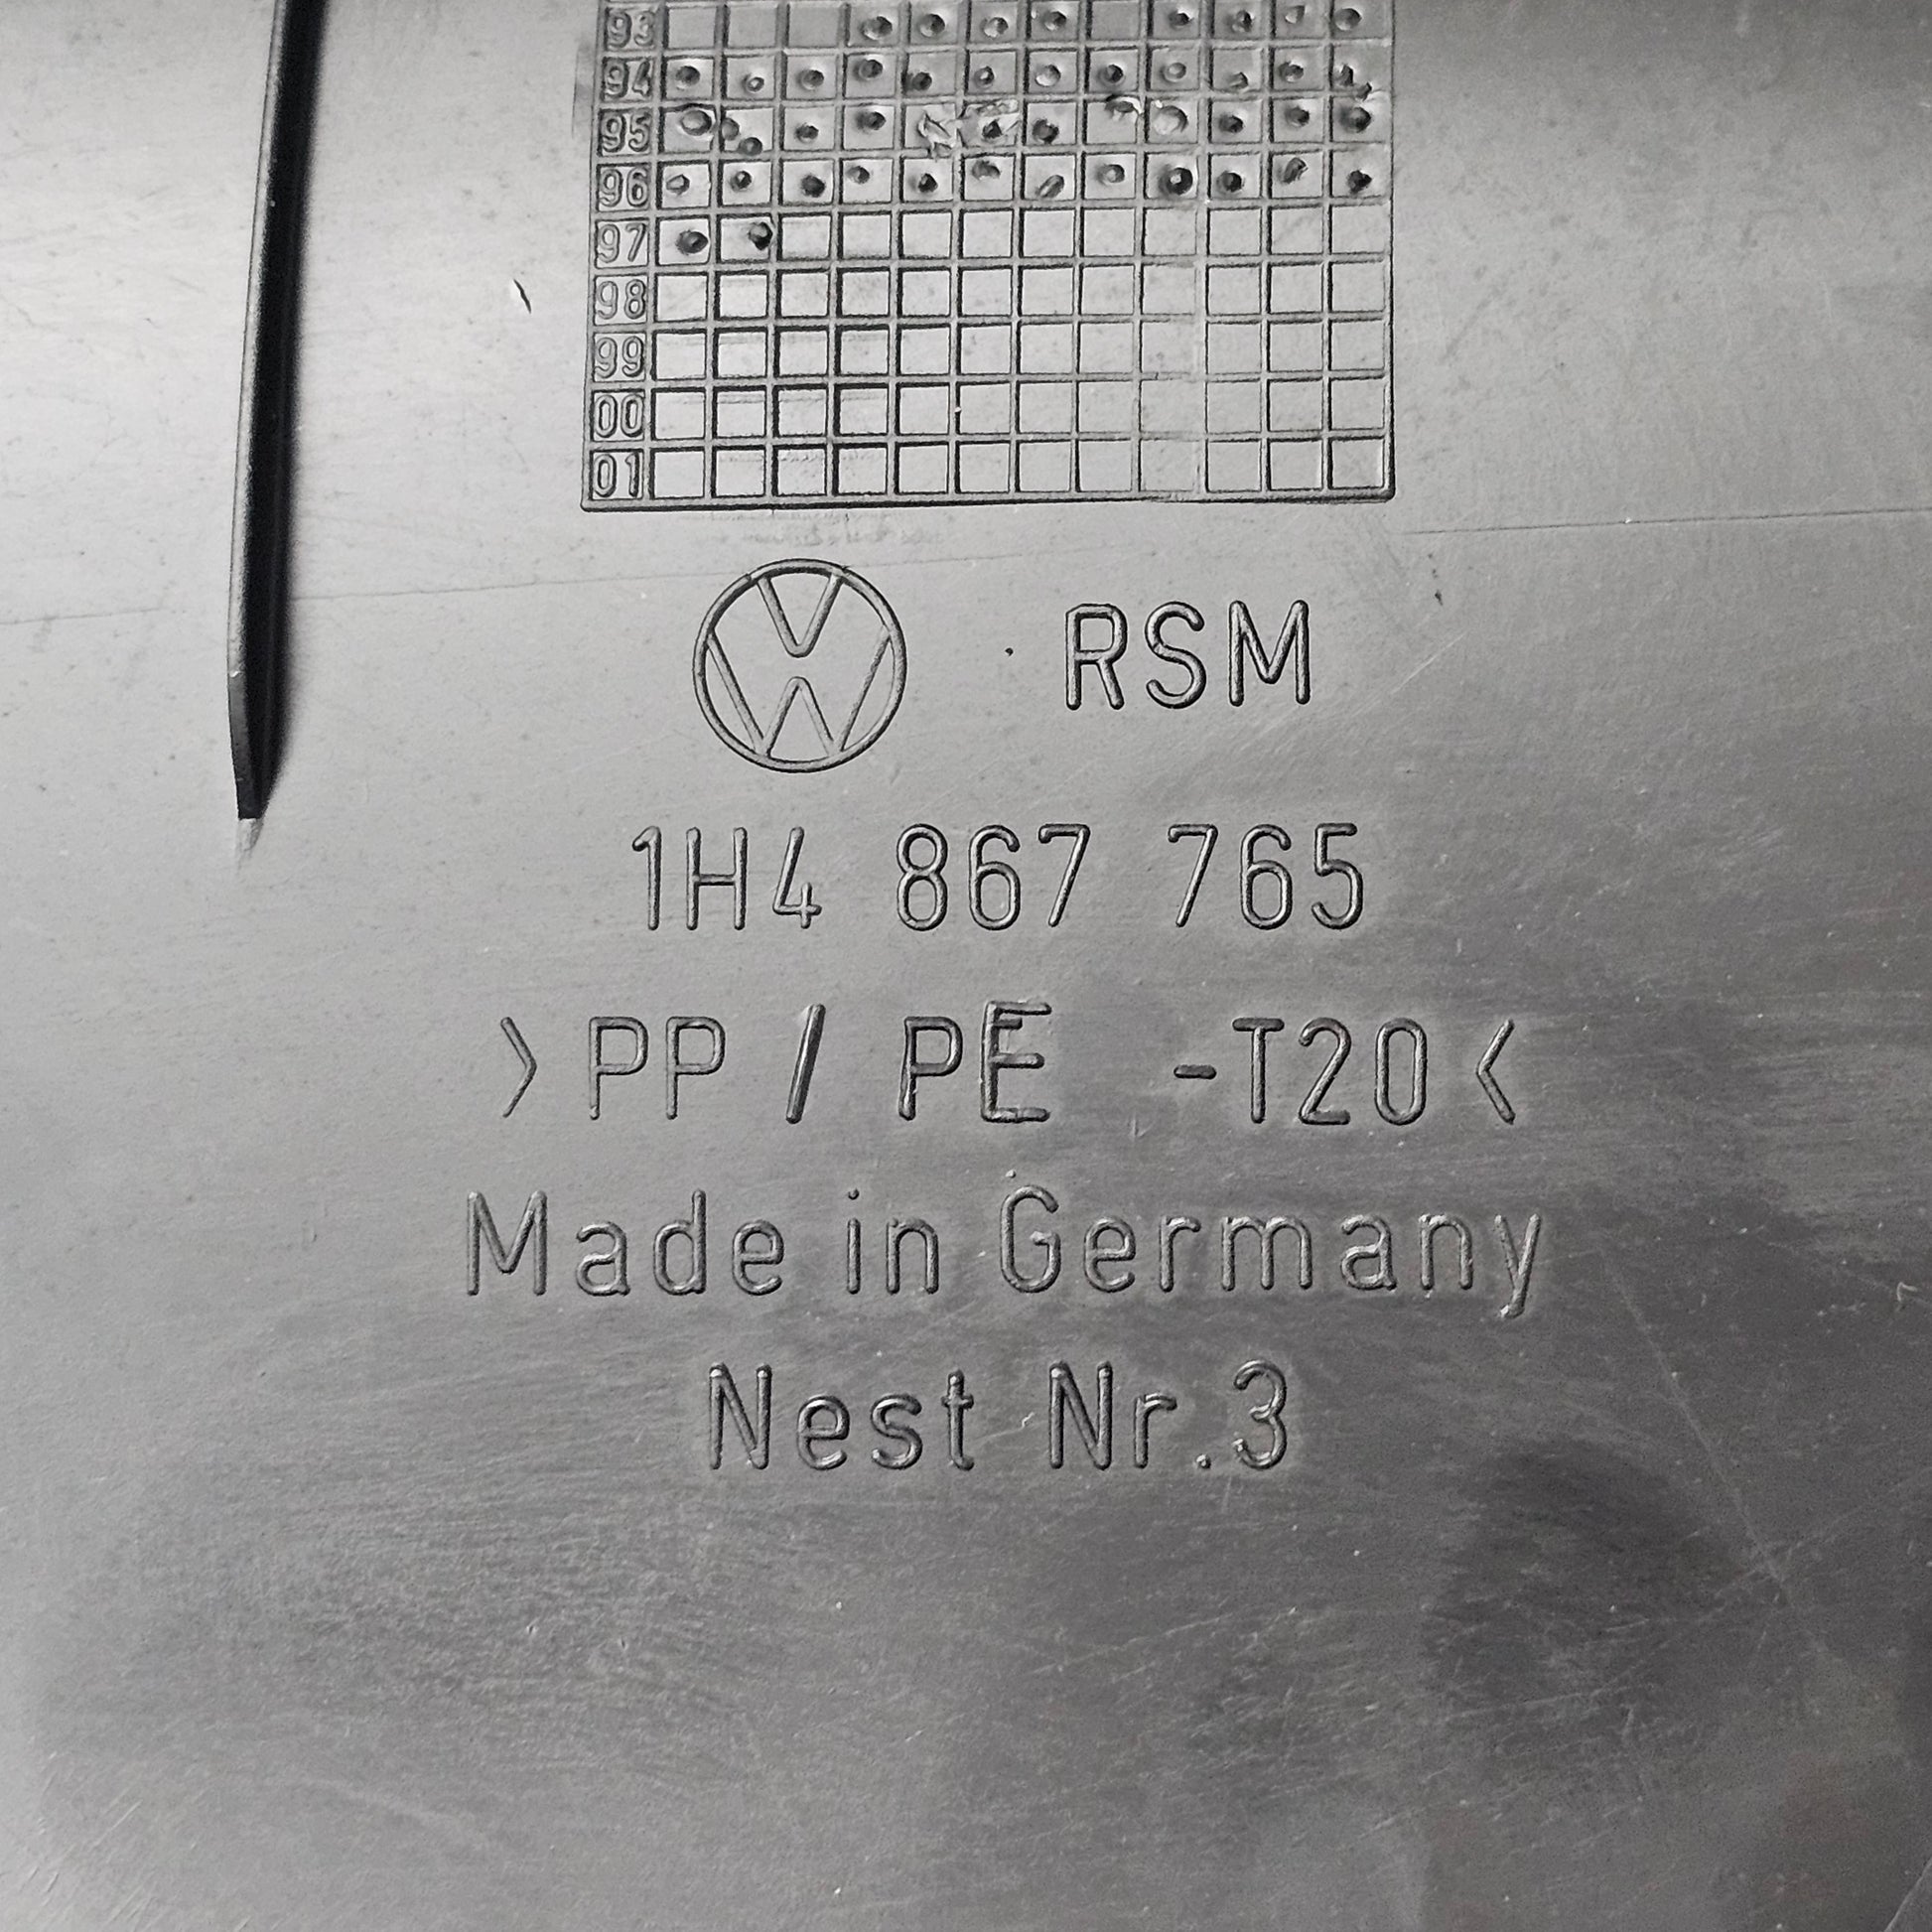 93
94
95
96
97
98
99
00
01
VW RSM
1H4 867 765
>PP / PE -T20<
Made in Germany
Nest Nr.3